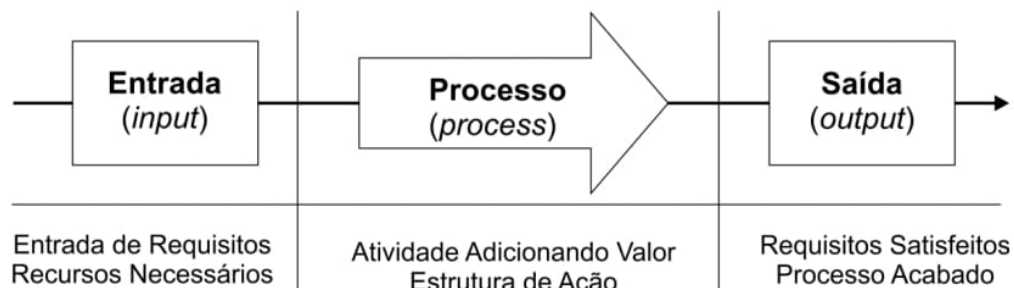 Entrada
(input)
Processo
(process)
Saída
(output)
Entrada de Requisitos
Recursos Necessários
Atividade Adicionando Valor
Estrutura de Ação
Requisitos Satisfeitos
Processo Acabado